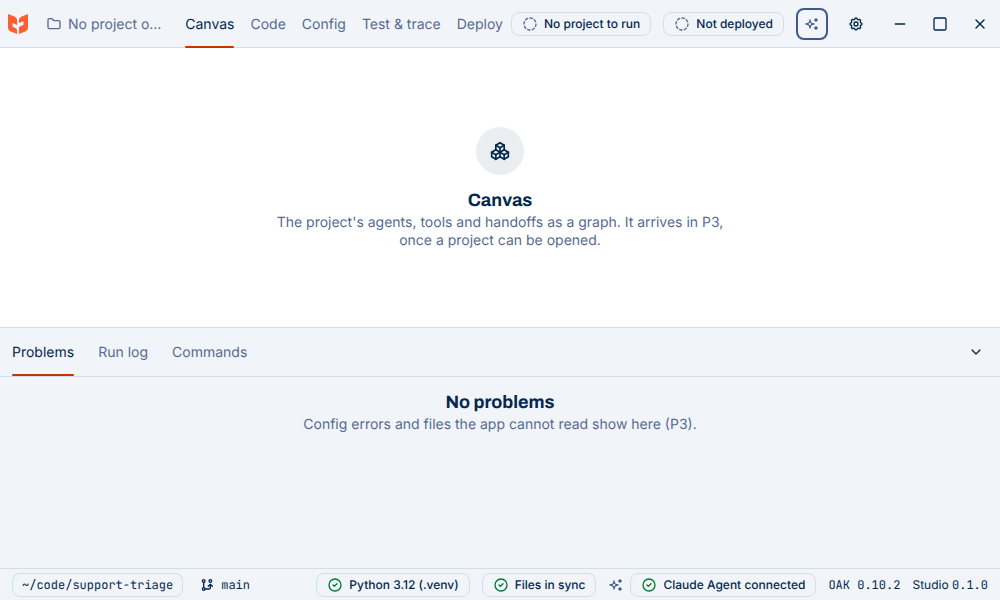 No project o...
Canvas
Code
Config
Test & trace
Deploy
No project to run
Not deployed
Canvas
The project's agents, tools and handoffs as a graph. It arrives in P3,
once a project can be opened.
Problems
Run log
Commands
No problems
Config errors and files the app cannot read show here (P3).
~/code/support-triage
main
Python 3.12 (.venv)
Files in sync
Claude Agent connected
OAK 0.10.2
Studio 0.1.0